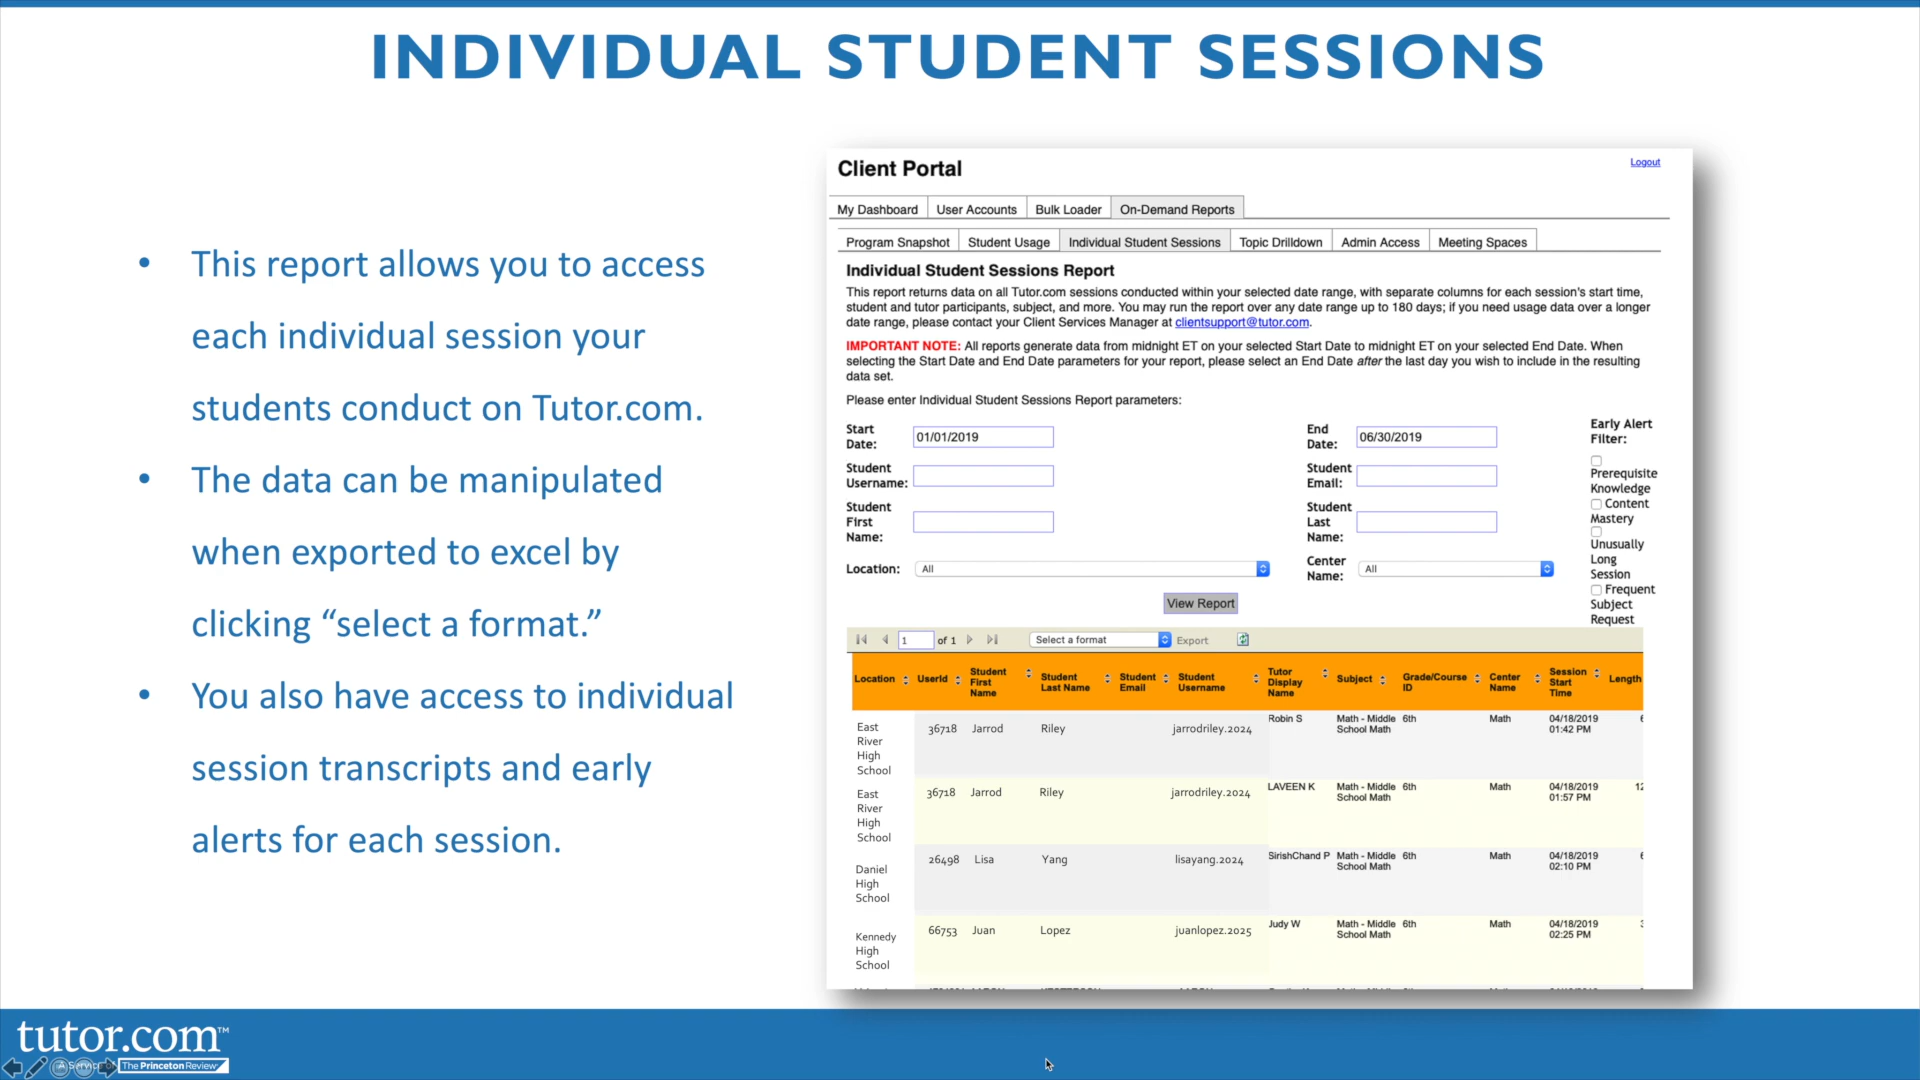 INDIVIDUAL STUDENT SESSIONS
• This report allows you to access
each individual session your
students conduct on Tutor.com.
• The data can be manipulated
when exported to excel by
clicking “select a format.”
• You also have access to individual
session transcripts and early
alerts for each session.
Client Portal
Logout
My Dashboard User Accounts Bulk Loader On-Demand Reports
Program Snapshot Student Usage Individual Student Sessions Topic Drilldown Admin Access Meeting Spaces
Individual Student Sessions Report
This report returns data on all Tutor.com sessions conducted within your selected date range, with separate columns for each session's start time,
student and tutor participants, subject, and more. You may run the report over any date range up to 180 days; if you need usage data over a longer
date range, please contact your Client Services Manager at clientsupport@tutor.com.
IMPORTANT NOTE: All reports generate data from midnight ET on your selected Start Date to midnight ET on your selected End Date. When
selecting the Start Date and End Date parameters for your report, please select an End Date after the last day you wish to include in the resulting
data set.
Please enter Individual Student Sessions Report parameters:
Start
Date: 01/01/2019
End
Date: 06/30/2019
Student
Username:
Student
Email:
Student
First
Name:
Student
Last
Name:
Location: All
Center
Name: All
Early Alert
Filter:
Prerequisite
Knowledge
Content
Mastery
Unusually
Long
Session
Frequent
Subject
Request
View Report
1 of 1 Select a format Export
Location UserId Student First Name Student Last Name Student Email Student Username Tutor Display Name Subject Grade/Course ID Center Name Session Start Time Length
East River High School 36718 Jarrod Riley jarrodriley.2024 Robin S Math - Middle School Math 6th Math 04/18/2019 01:42 PM
East River High School 36718 Jarrod Riley jarrodriley.2024 LAVEEN K Math - Middle School Math 6th Math 04/18/2019 01:57 PM 12
Daniel High School 26498 Lisa Yang lisayang.2024 SirishChand P Math - Middle School Math 6th Math 04/18/2019 02:10 PM
Kennedy High School 66753 Juan Lopez juanlopez.2025 Judy W Math - Middle School Math 6th Math 04/18/2019 02:25 PM
tutor.com™
The Princeton Review